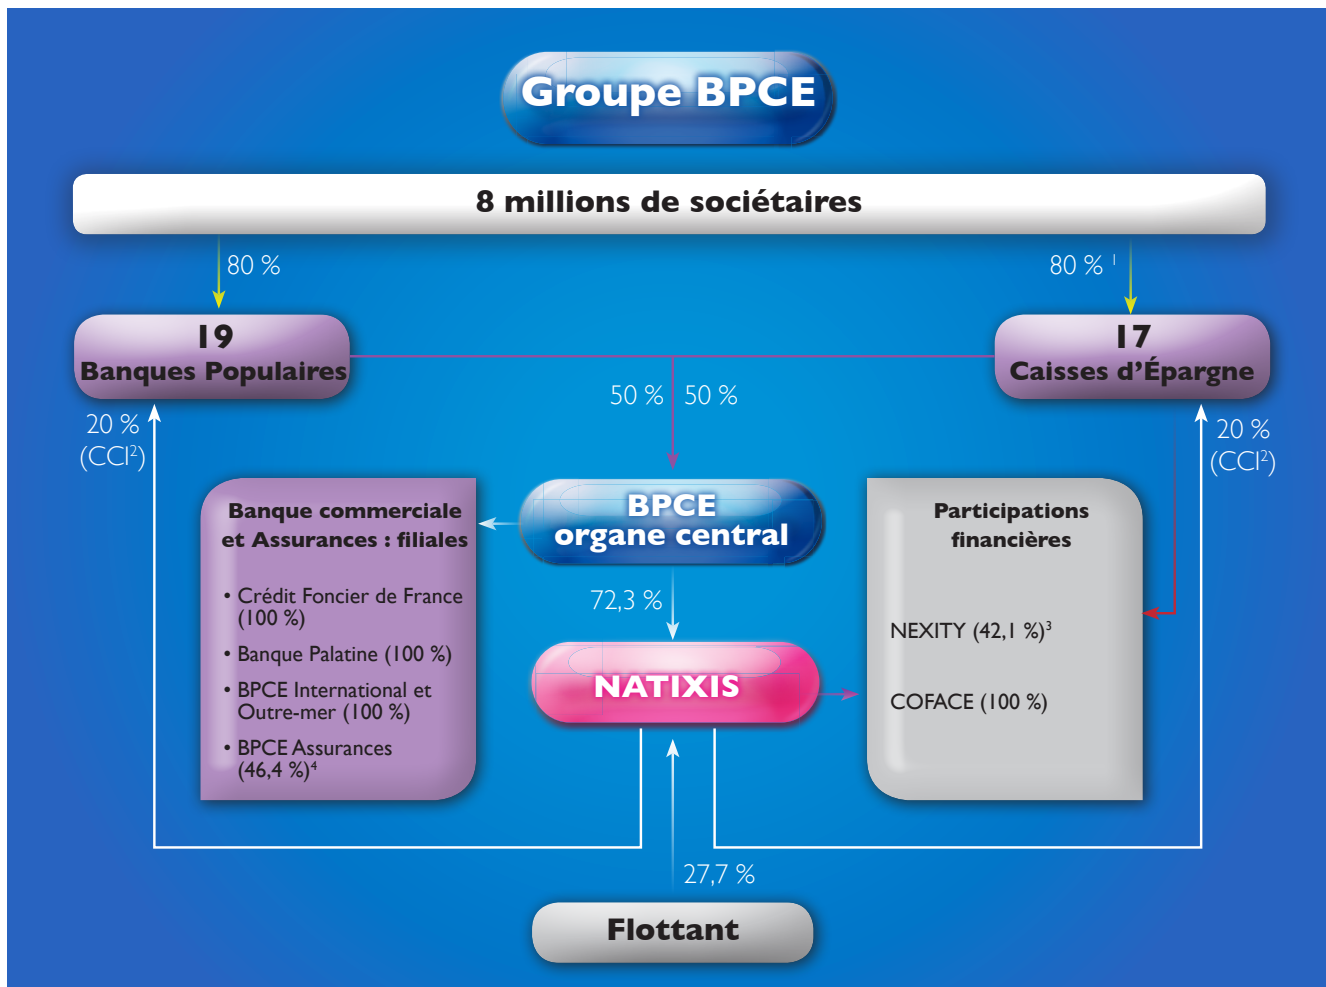 Groupe BPCE
8 millions de sociétaires
80 %
80 % 1
19
Banques Populaires
17
Caisses d’Épargne
50 %
50 %
20 %
(CCI2)
20 %
(CCI2)
Banque commerciale
et Assurances : filiales
• Crédit Foncier de France
(100 %)
• Banque Palatine (100 %)
• BPCE International et
Outre-mer (100 %)
• BPCE Assurances
(46,4 %)4
BPCE
organe central
72,3 %
NATIXIS
Participations
financières
NEXITY (42,1 %)3
COFACE (100 %)
27,7 %
Flottant